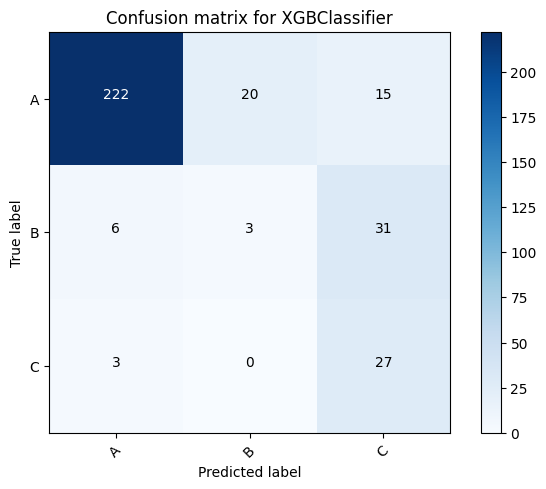 Confusion matrix for XGBClassifier
A 222 20 15
B 6 3 31
C 3 0 27
A B C
True label
Predicted label
200
175
150
125
100
75
50
25
0